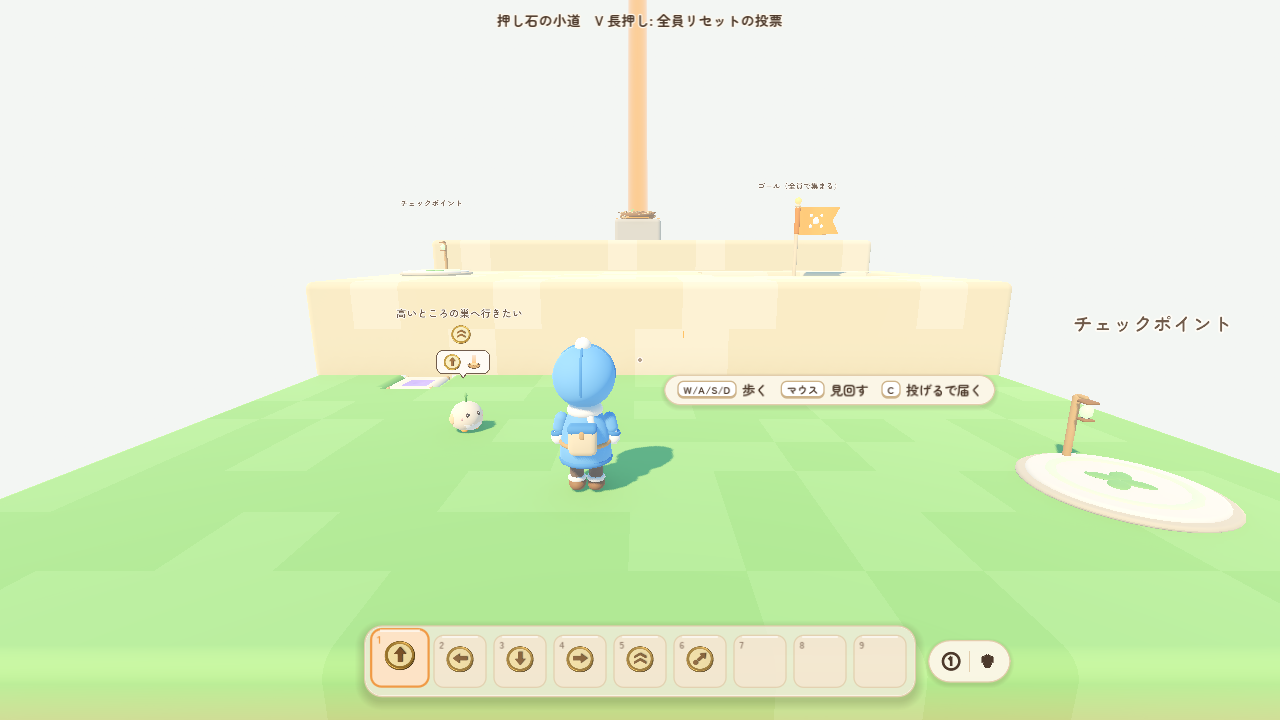 押し石の小道　V 長押し: 全員リセットの投票
ゴール（全員で集まる）
チェックポイント
高いところの巣へ行きたい
チェックポイント
W/A/S/D 歩く マウス 見回す C 投げるで届く
1 2 3 4 5 6 7 8 9
1